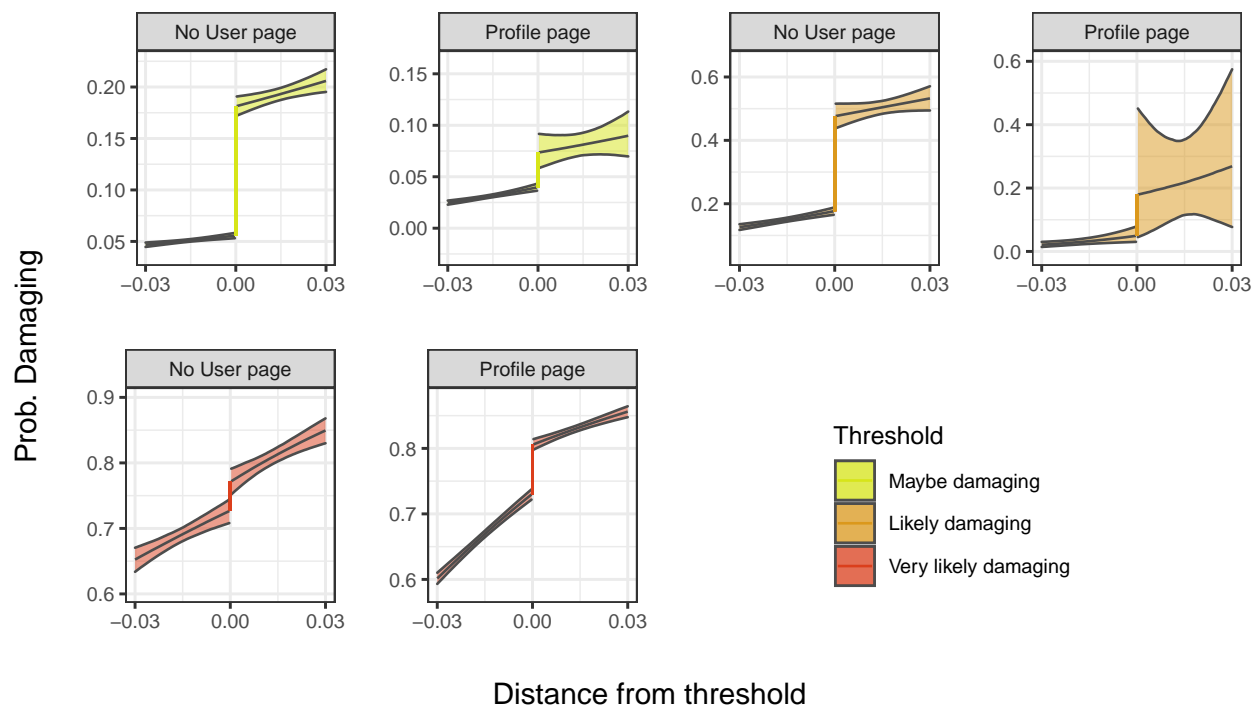 No User page
Profile page
No User page
Profile page
0.20
0.15
0.10
0.05
−0.03 0.00 0.03
0.15
0.10
0.05
0.00
−0.03 0.00 0.03
0.6
0.4
0.2
−0.03 0.00 0.03
0.6
0.4
0.2
0.0
−0.03 0.00 0.03
Prob. Damaging
No User page
Profile page
0.9
0.8
0.7
0.6
−0.03 0.00 0.03
0.8
0.7
0.6
−0.03 0.00 0.03
Threshold
Maybe damaging
Likely damaging
Very likely damaging
Distance from threshold